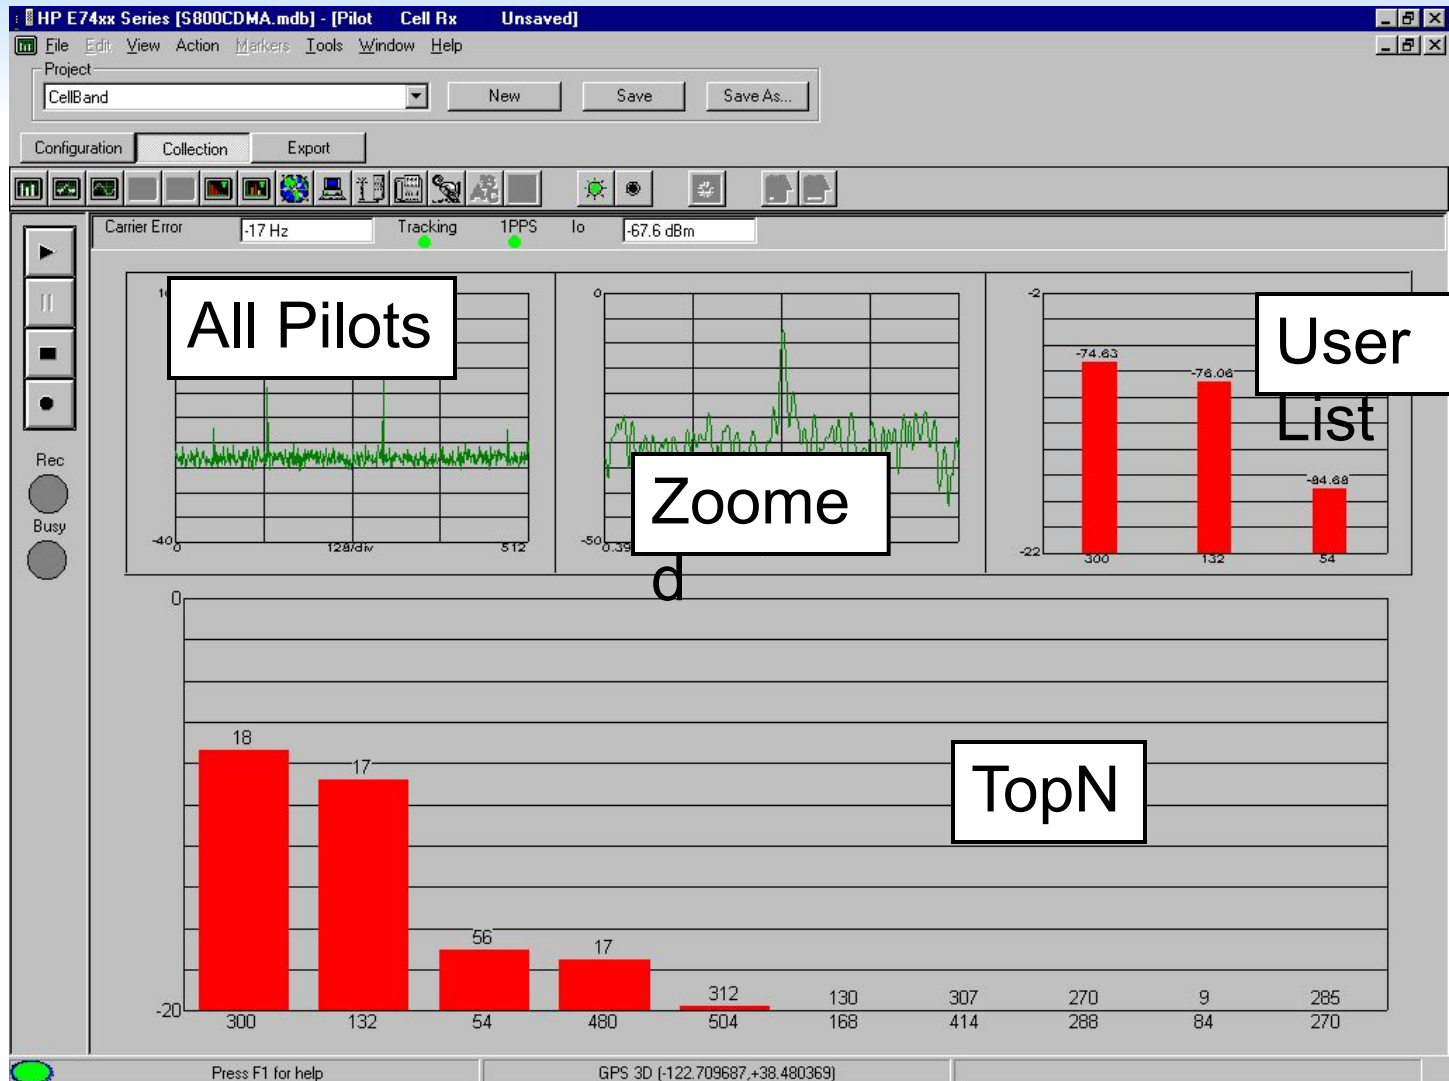 HP E74xx Series [S800CDMA.mdb] - [Pilot Cell Rx Unsaved]
File Edit View Action Markers Tools Window Help
Project
CellBand New Save Save As...
Configuration Collection Export
Carrier Error -17 Hz Tracking 1PPS Io -67.6 dBm
All Pilots
User
List
Zoome
d
-40 0 128/div 512
0
-50
-2
-74.63
-76.06
-84.68
-22
300 132 54
Rec
Busy
TopN
0
18 17 56 17 312 130 307 270 9 285
-20
300 132 54 480 504 168 414 288 84 270
Press F1 for help GPS 3D [-122.709687,+38.480369]